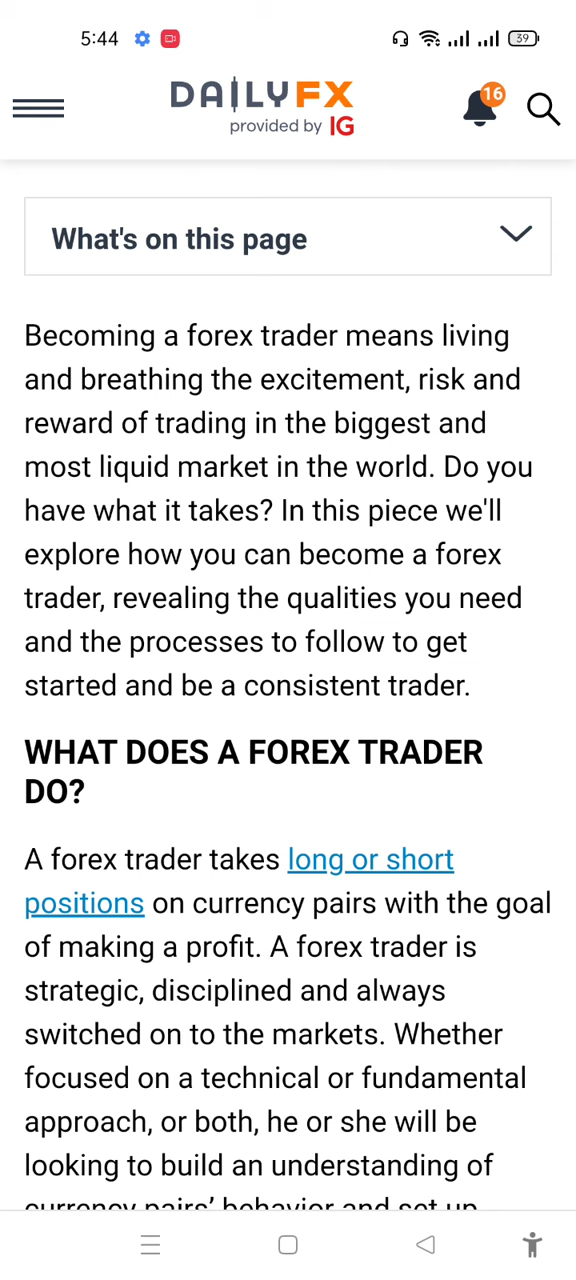 5:44
39
DAILYFX
provided by IG
16
What's on this page
Becoming a forex trader means living
and breathing the excitement, risk and
reward of trading in the biggest and
most liquid market in the world. Do you
have what it takes? In this piece we'll
explore how you can become a forex
trader, revealing the qualities you need
and the processes to follow to get
started and be a consistent trader.
WHAT DOES A FOREX TRADER
DO?
A forex trader takes long or short
positions on currency pairs with the goal
of making a profit. A forex trader is
strategic, disciplined and always
switched on to the markets. Whether
focused on a technical or fundamental
approach, or both, he or she will be
looking to build an understanding of
currency pairs’ behavior and set up